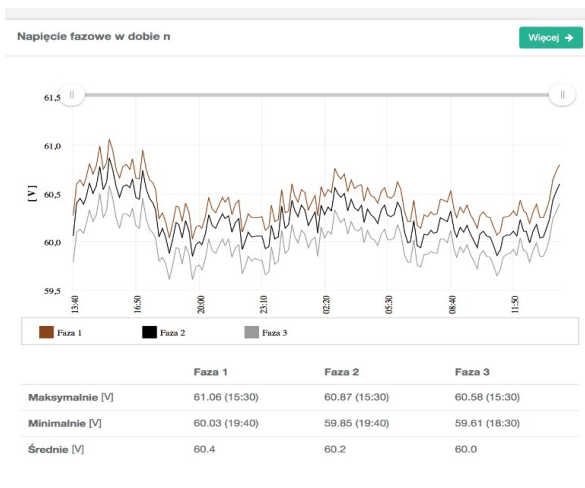 Napięcie fazowe w dobie n
Więcej →
61,5
61,0
60,5
60,0
59,5
[V]
13:40 16:50 20:00 23:10 02:20 05:30 08:40 11:50
Faza 1 Faza 2 Faza 3
Faza 1 Faza 2 Faza 3
Maksymalnie [V] 61.06 (15:30) 60.87 (15:30) 60.58 (15:30)
Minimalnie [V] 60.03 (19:40) 59.85 (19:40) 59.61 (18:30)
Średnie [V] 60.4 60.2 60.0